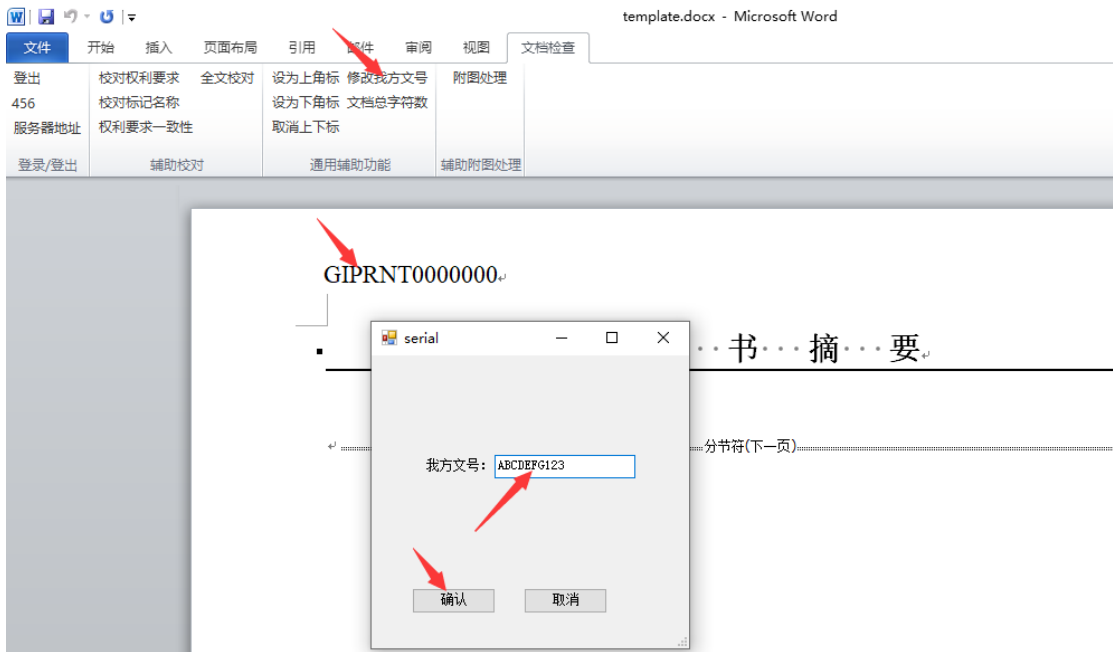 template.docx - Microsoft Word
文件 开始 插入 页面布局 引用 邮件 审阅 视图 文档检查
登出 校对权利要求 全文校对 设为上角标 修改我方文号 附图处理
456 校对标记名称 设为下角标 文档总字符数
服务器地址 权利要求一致性 取消上下标
登录/登出 辅助校对 通用辅助功能 辅助附图处理
GIPRNT0000000
serial
书 摘 要
分节符(下一页)
我方文号: ABCDEFG123
确认 取消